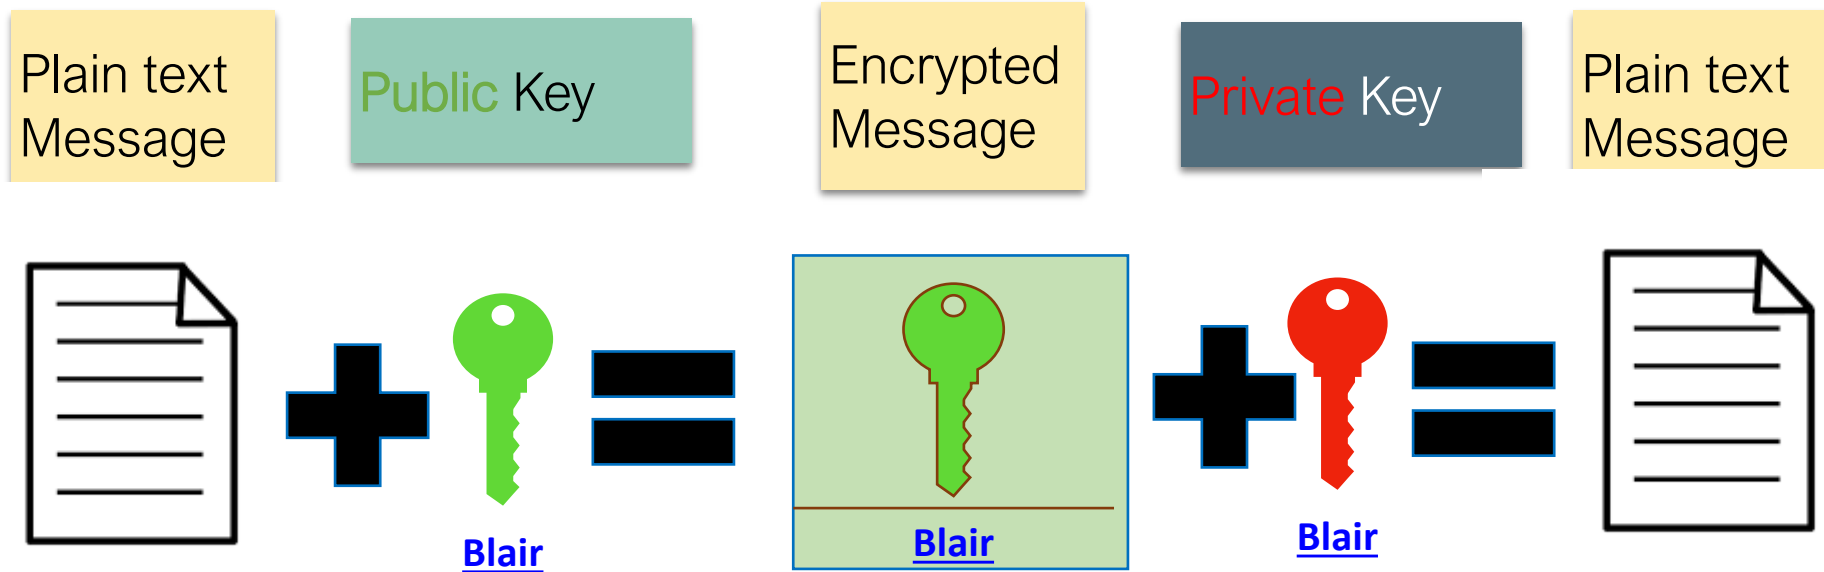 Plain text
Message
Public Key
Encrypted
Message
Private Key
Plain text
Message
Blair
Blair
Blair